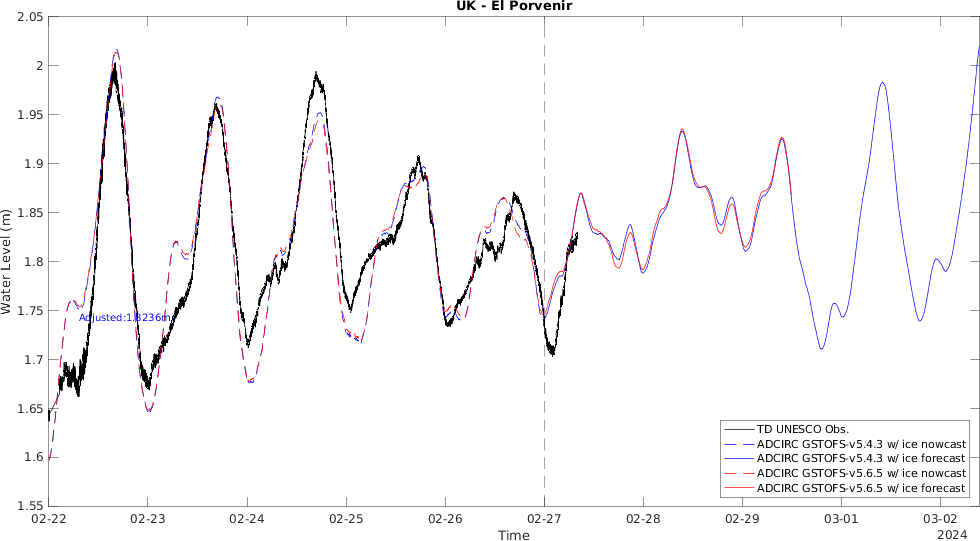 UK - El Porvenir
2.05
2
1.95
1.9
1.85
1.8
1.75
1.7
1.65
1.6
1.55
Water Level (m)
Adjusted:1.8236m
TD UNESCO Obs.
ADCIRC GSTOFS-v5.4.3 w/ ice nowcast
ADCIRC GSTOFS-v5.4.3 w/ ice forecast
ADCIRC GSTOFS-v5.6.5 w/ ice nowcast
ADCIRC GSTOFS-v5.6.5 w/ ice forecast
02-22 02-23 02-24 02-25 02-26 02-27 02-28 02-29 03-01 03-02
Time
2024